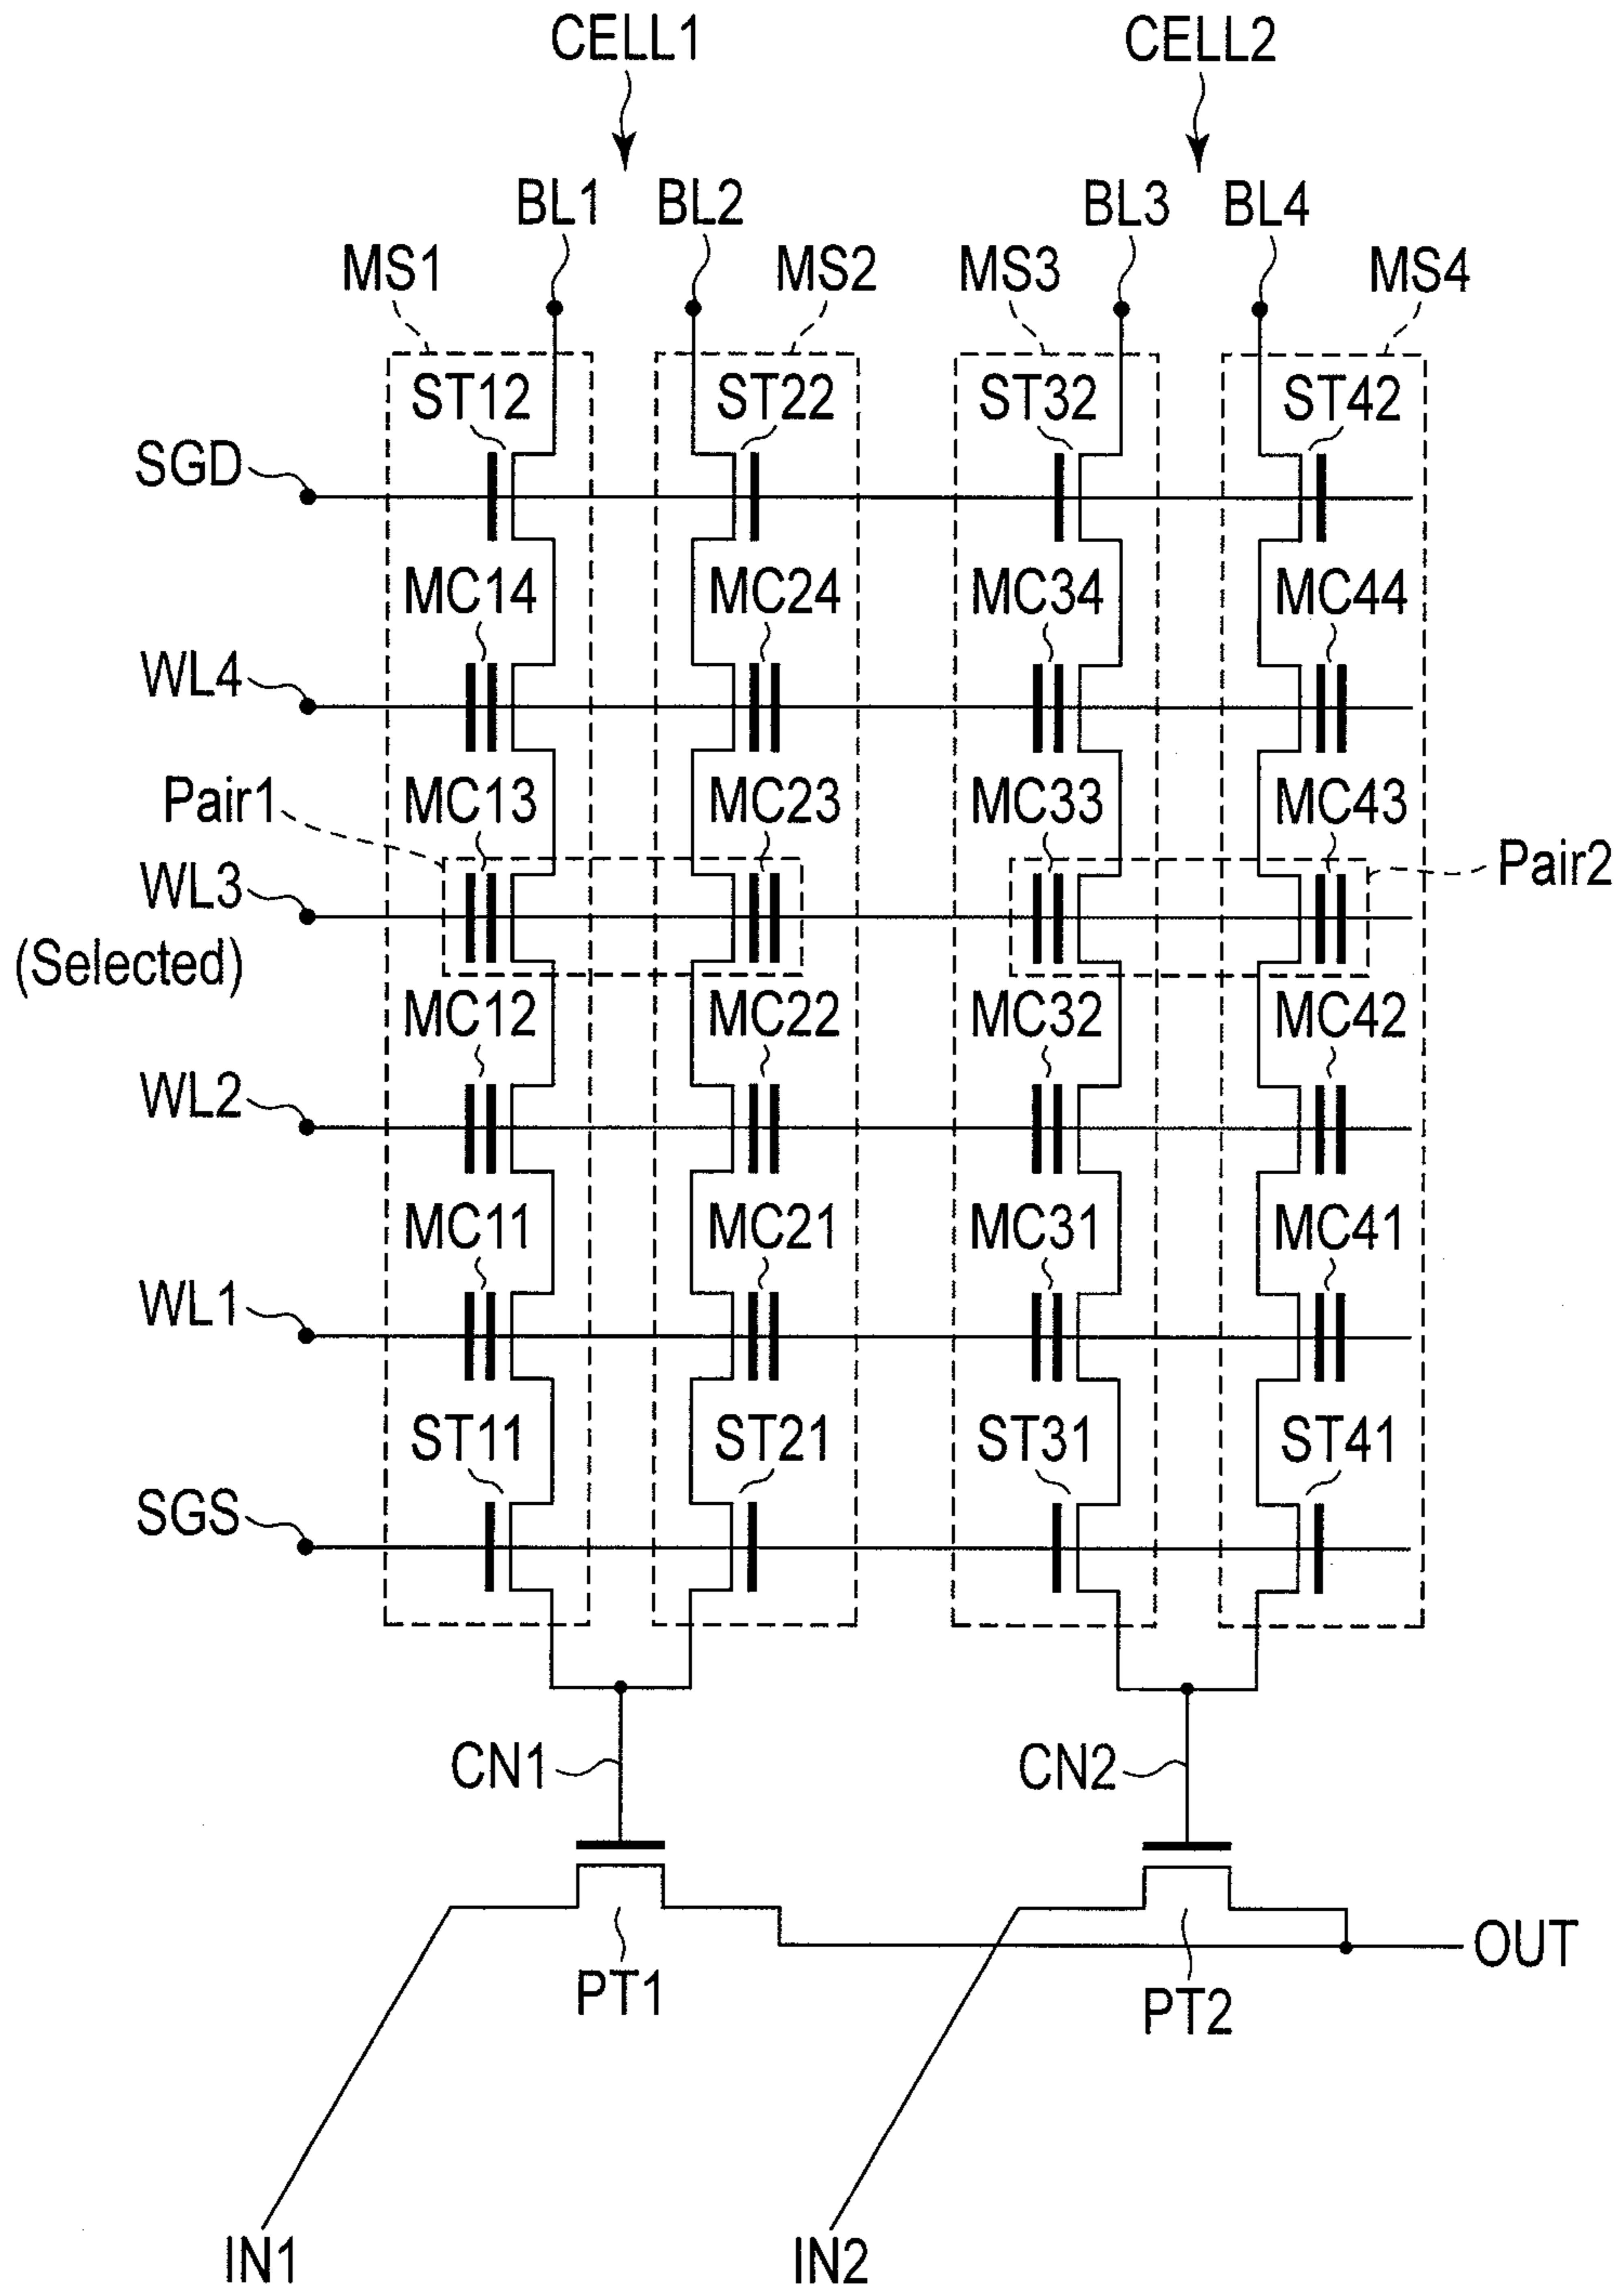 CELL1 CELL2
BL1 BL2 BL3 BL4
MS1 MS2 MS3 MS4
ST12 ST22 ST32 ST42
SGD
MC14 MC24 MC34 MC44
WL4
MC13 MC23 MC33 MC43
Pair1
Pair2
WL3
(Selected)
MC12 MC22 MC32 MC42
WL2
MC11 MC21 MC31 MC41
WL1
ST11 ST21 ST31 ST41
SGS
CN1 CN2
OUT
PT1 PT2
IN1 IN2